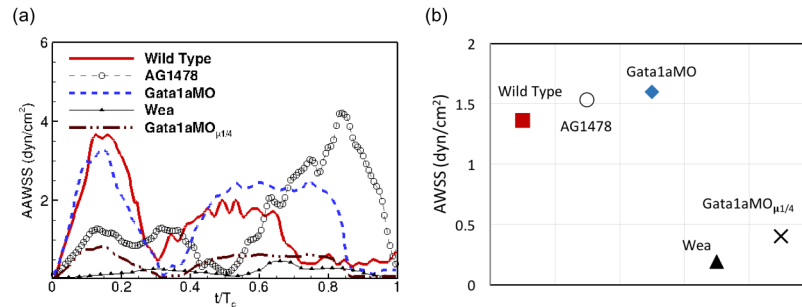 (a)
AAWSS (dyn/cm²)
6
4
2
0
0
0.2
0.4
0.6
0.8
1
t/Tc
Wild Type
AG1478
Gata1aMO
Wea
Gata1aMOμ1/4
(b)
AWSS (dyn/cm²)
2
1.5
1
0.5
0
Wild Type
AG1478
Gata1aMO
Wea
Gata1aMOμ1/4